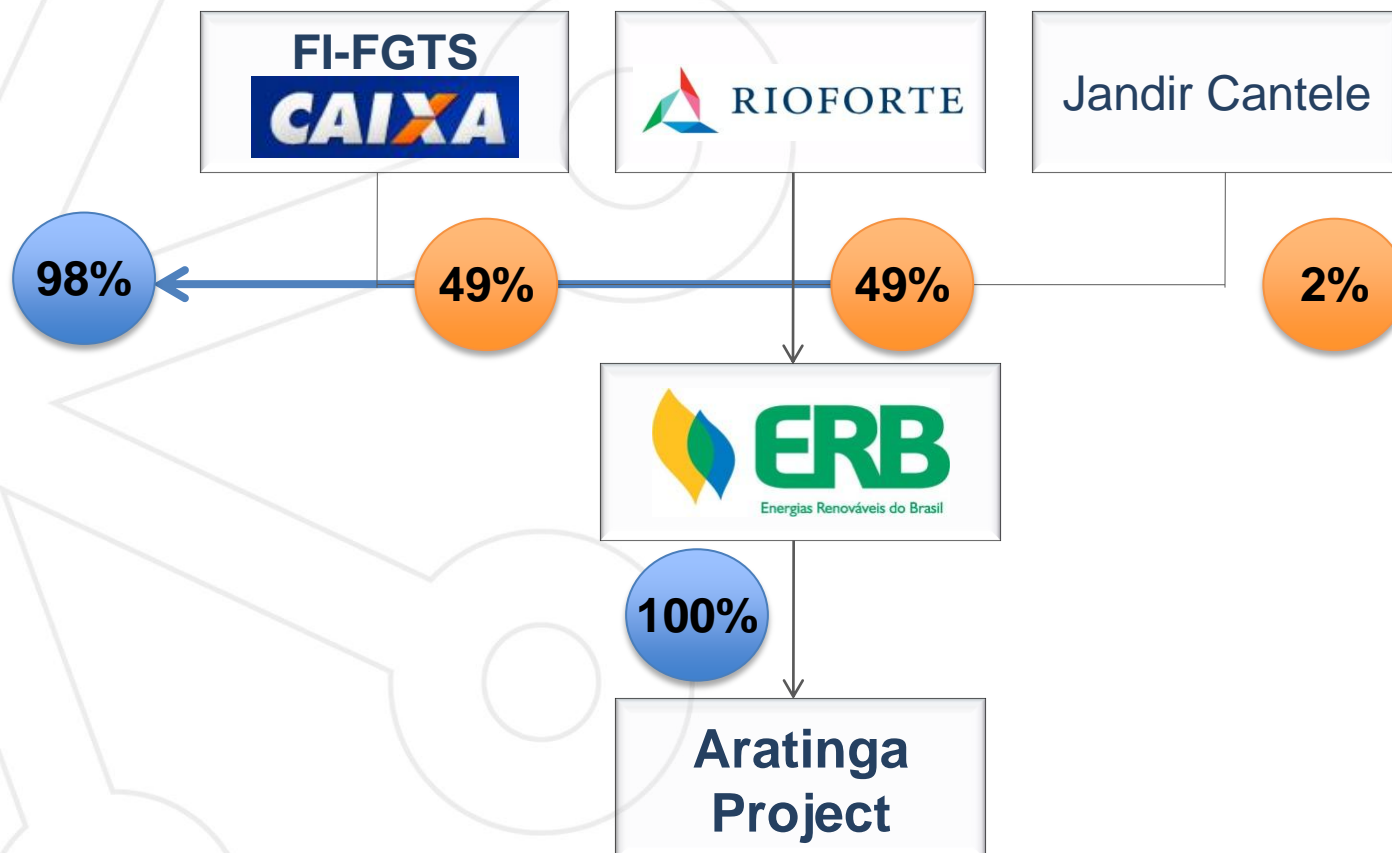 FI-FGTS
CAIXA
RIOFORTE
Jandir Cantele
98%
49%
49%
2%
ERB
Energias Renováveis do Brasil
100%
Aratinga
Project